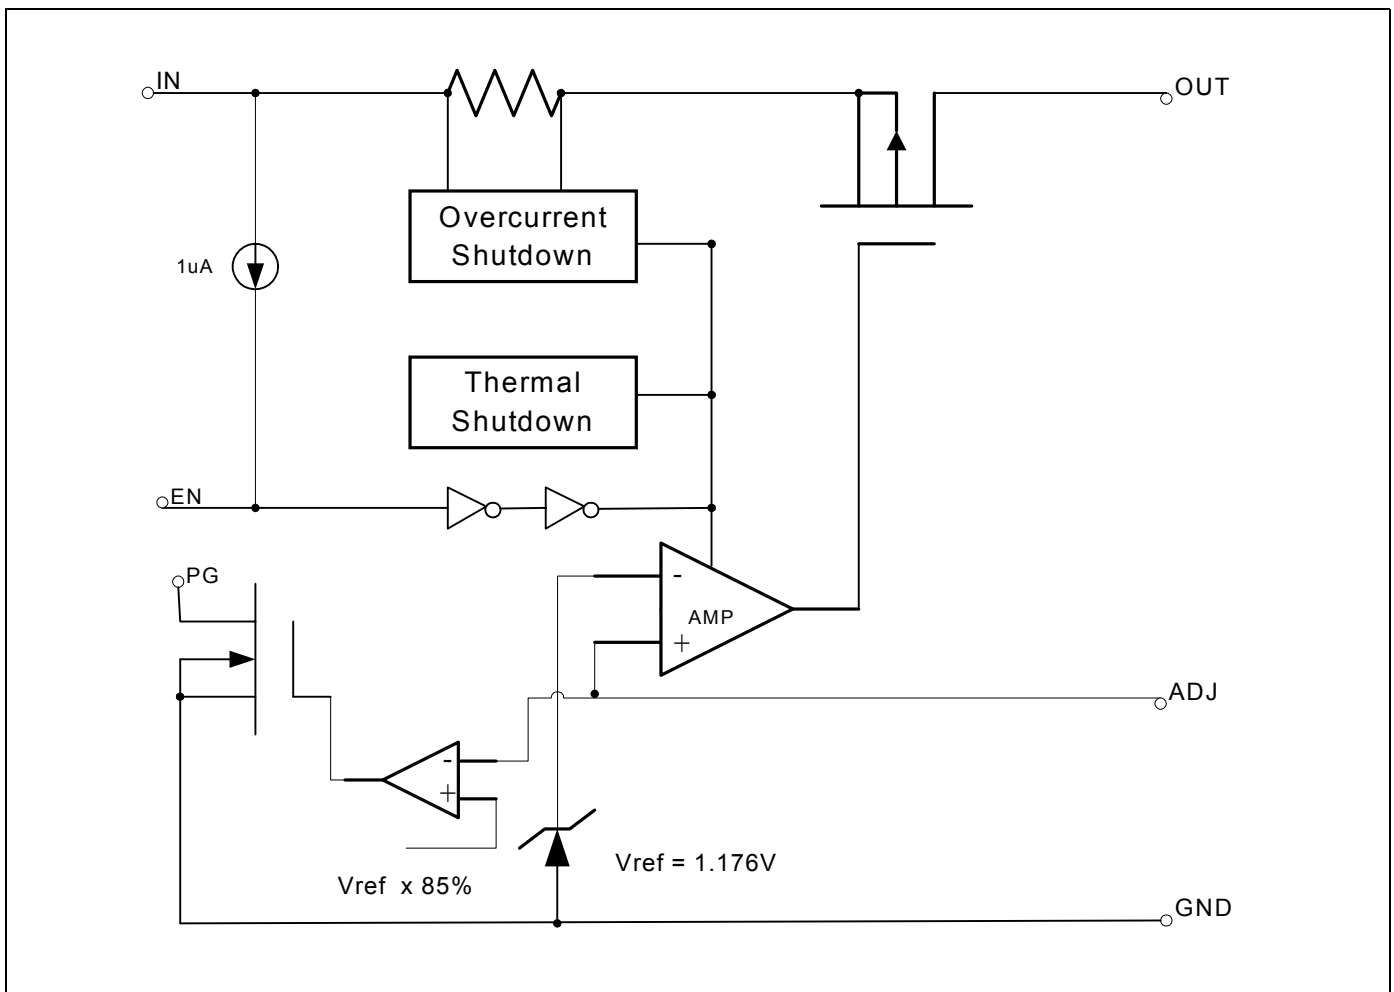 IN
OUT
Overcurrent
Shutdown
1uA
Thermal
Shutdown
EN
PG
-
AMP
+
ADJ
-
+
Vref = 1.176V
Vref x 85%
GND